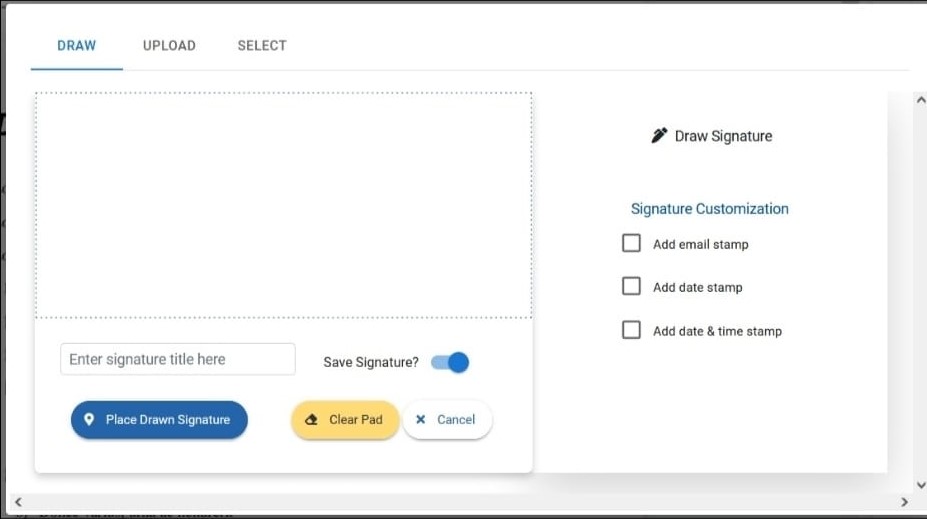 DRAW UPLOAD SELECT
Draw Signature
Signature Customization
Add email stamp
Add date stamp
Add date & time stamp
Enter signature title here Save Signature?
Place Drawn Signature Clear Pad Cancel